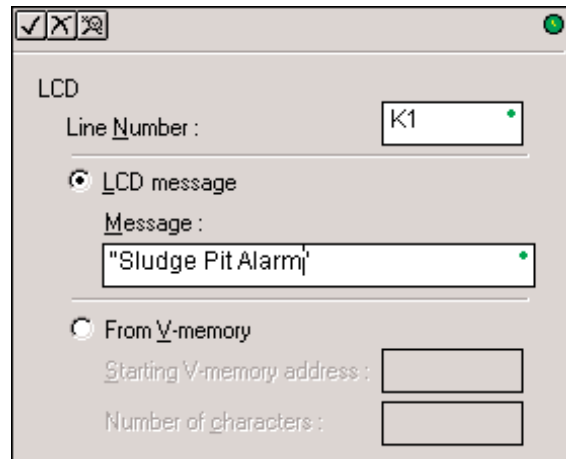 LCD
Line Number : K1
LCD message
Message :
"Sludge Pit Alarm"
From V-memory
Starting V-memory address :
Number of characters :